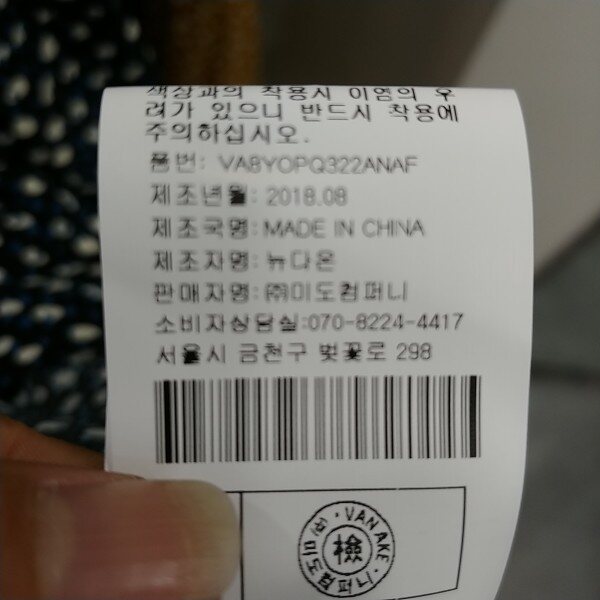 색상과의 착용시 이염의 우
려가 있으니 반드시 착용에
주의하십시오.
품번: VA8YOPQ322ANAF
제조년월: 2018.08
제조국명:MADE IN CHINA
제조자명: 뉴다온
판매자명:㈜미도컴퍼니
소비자상담실:070-8224-4417
서울시 금천구 벚꽃로 298
VAN AKE
檢
㈜미도컴퍼니